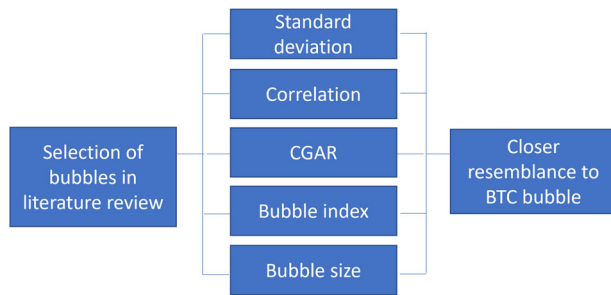 Selection of
bubbles in
literature review
Standard
deviation
Correlation
CGAR
Bubble index
Bubble size
Closer
resemblance to
BTC bubble